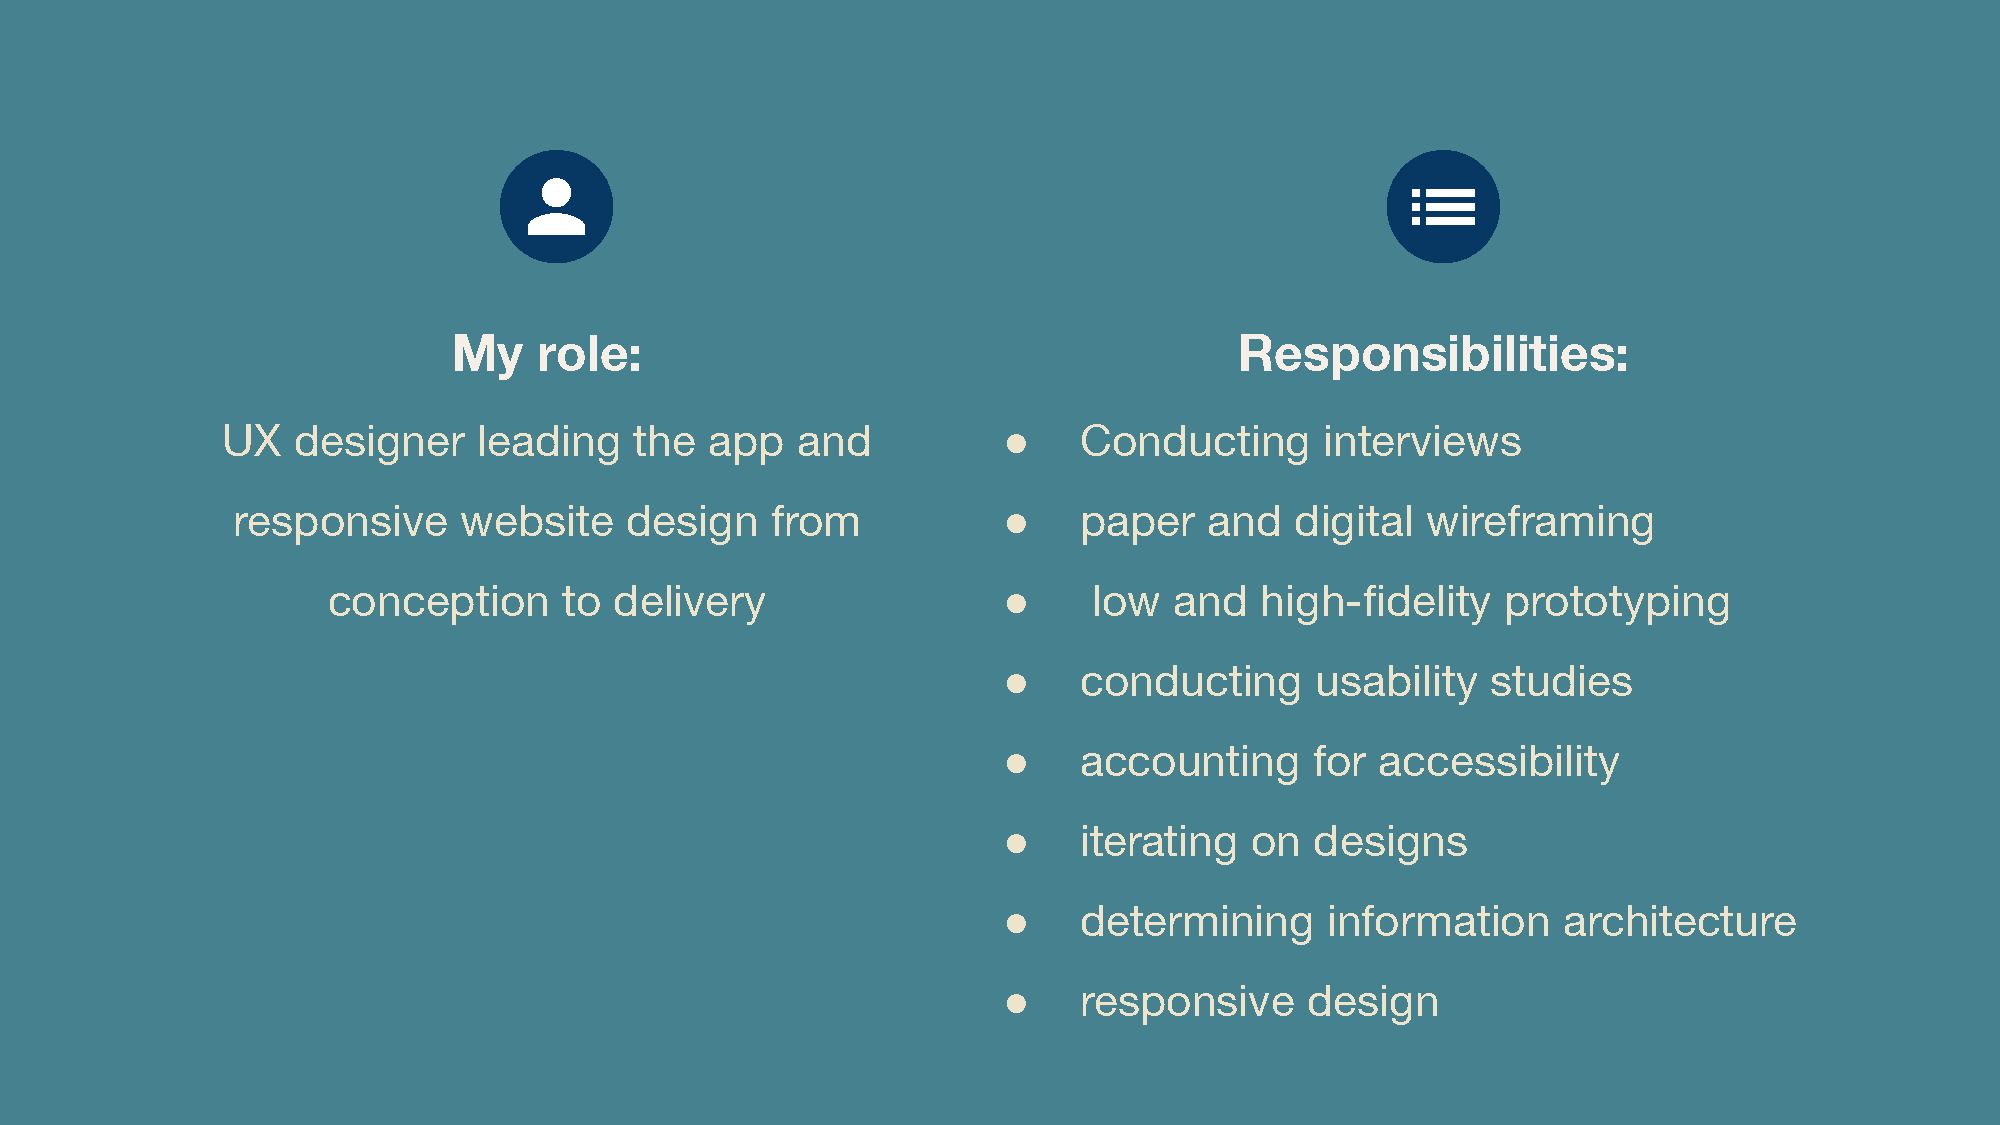 My role:
UX designer leading the app and
responsive website design from
conception to delivery
Responsibilities:
● Conducting interviews
● paper and digital wireframing
● low and high-fidelity prototyping
● conducting usability studies
● accounting for accessibility
● iterating on designs
● determining information architecture
● responsive design